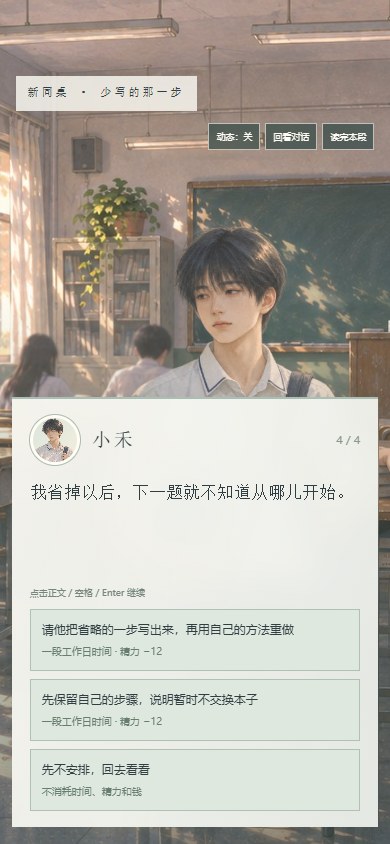 新同桌 · 少写的那一步
动态：关
回看对话
读完本段
小禾
4 / 4
我省掉以后，下一题就不知道从哪儿开始。
点击正文 / 空格 / Enter 继续
请他把省略的一步写出来，再用自己的方法重做
一段工作日时间 · 精力 −12
先保留自己的步骤，说明暂时不交换本子
一段工作日时间 · 精力 −12
先不安排，回去看看
不消耗时间、精力和钱